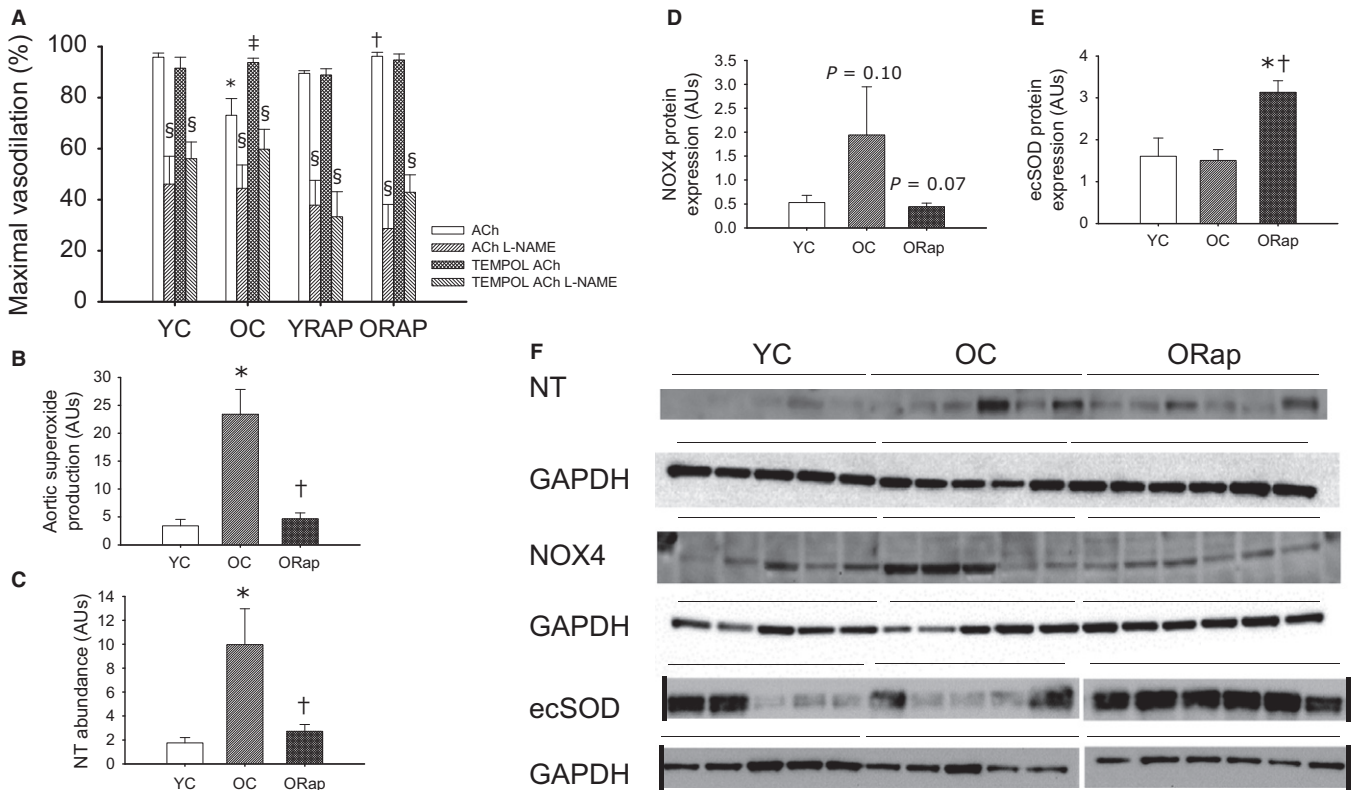 A
Maximal vasodilation (%)
100
80
60
40
20
0
*
‡
†
§ § § § § § § §
YC OC YRAP ORAP
ACh
ACh L-NAME
TEMPOL ACh
TEMPOL ACh L-NAME
B
Aortic superoxide
production (AUs)
30
25
20
15
10
5
0
*
†
YC OC ORap
C
NT abundance (AUs)
14
12
10
8
6
4
2
0
*
†
YC OC ORap
D
NOX4 protein
expression (AUs)
3.5
3.0
2.5
2.0
1.5
1.0
0.5
0.0
P = 0.10
P = 0.07
YC OC ORap
E
ecSOD protein
expression (AUs)
4
3
2
1
0
*†
YC OC ORap
F
YC OC ORap
NT
GAPDH
NOX4
GAPDH
ecSOD
GAPDH